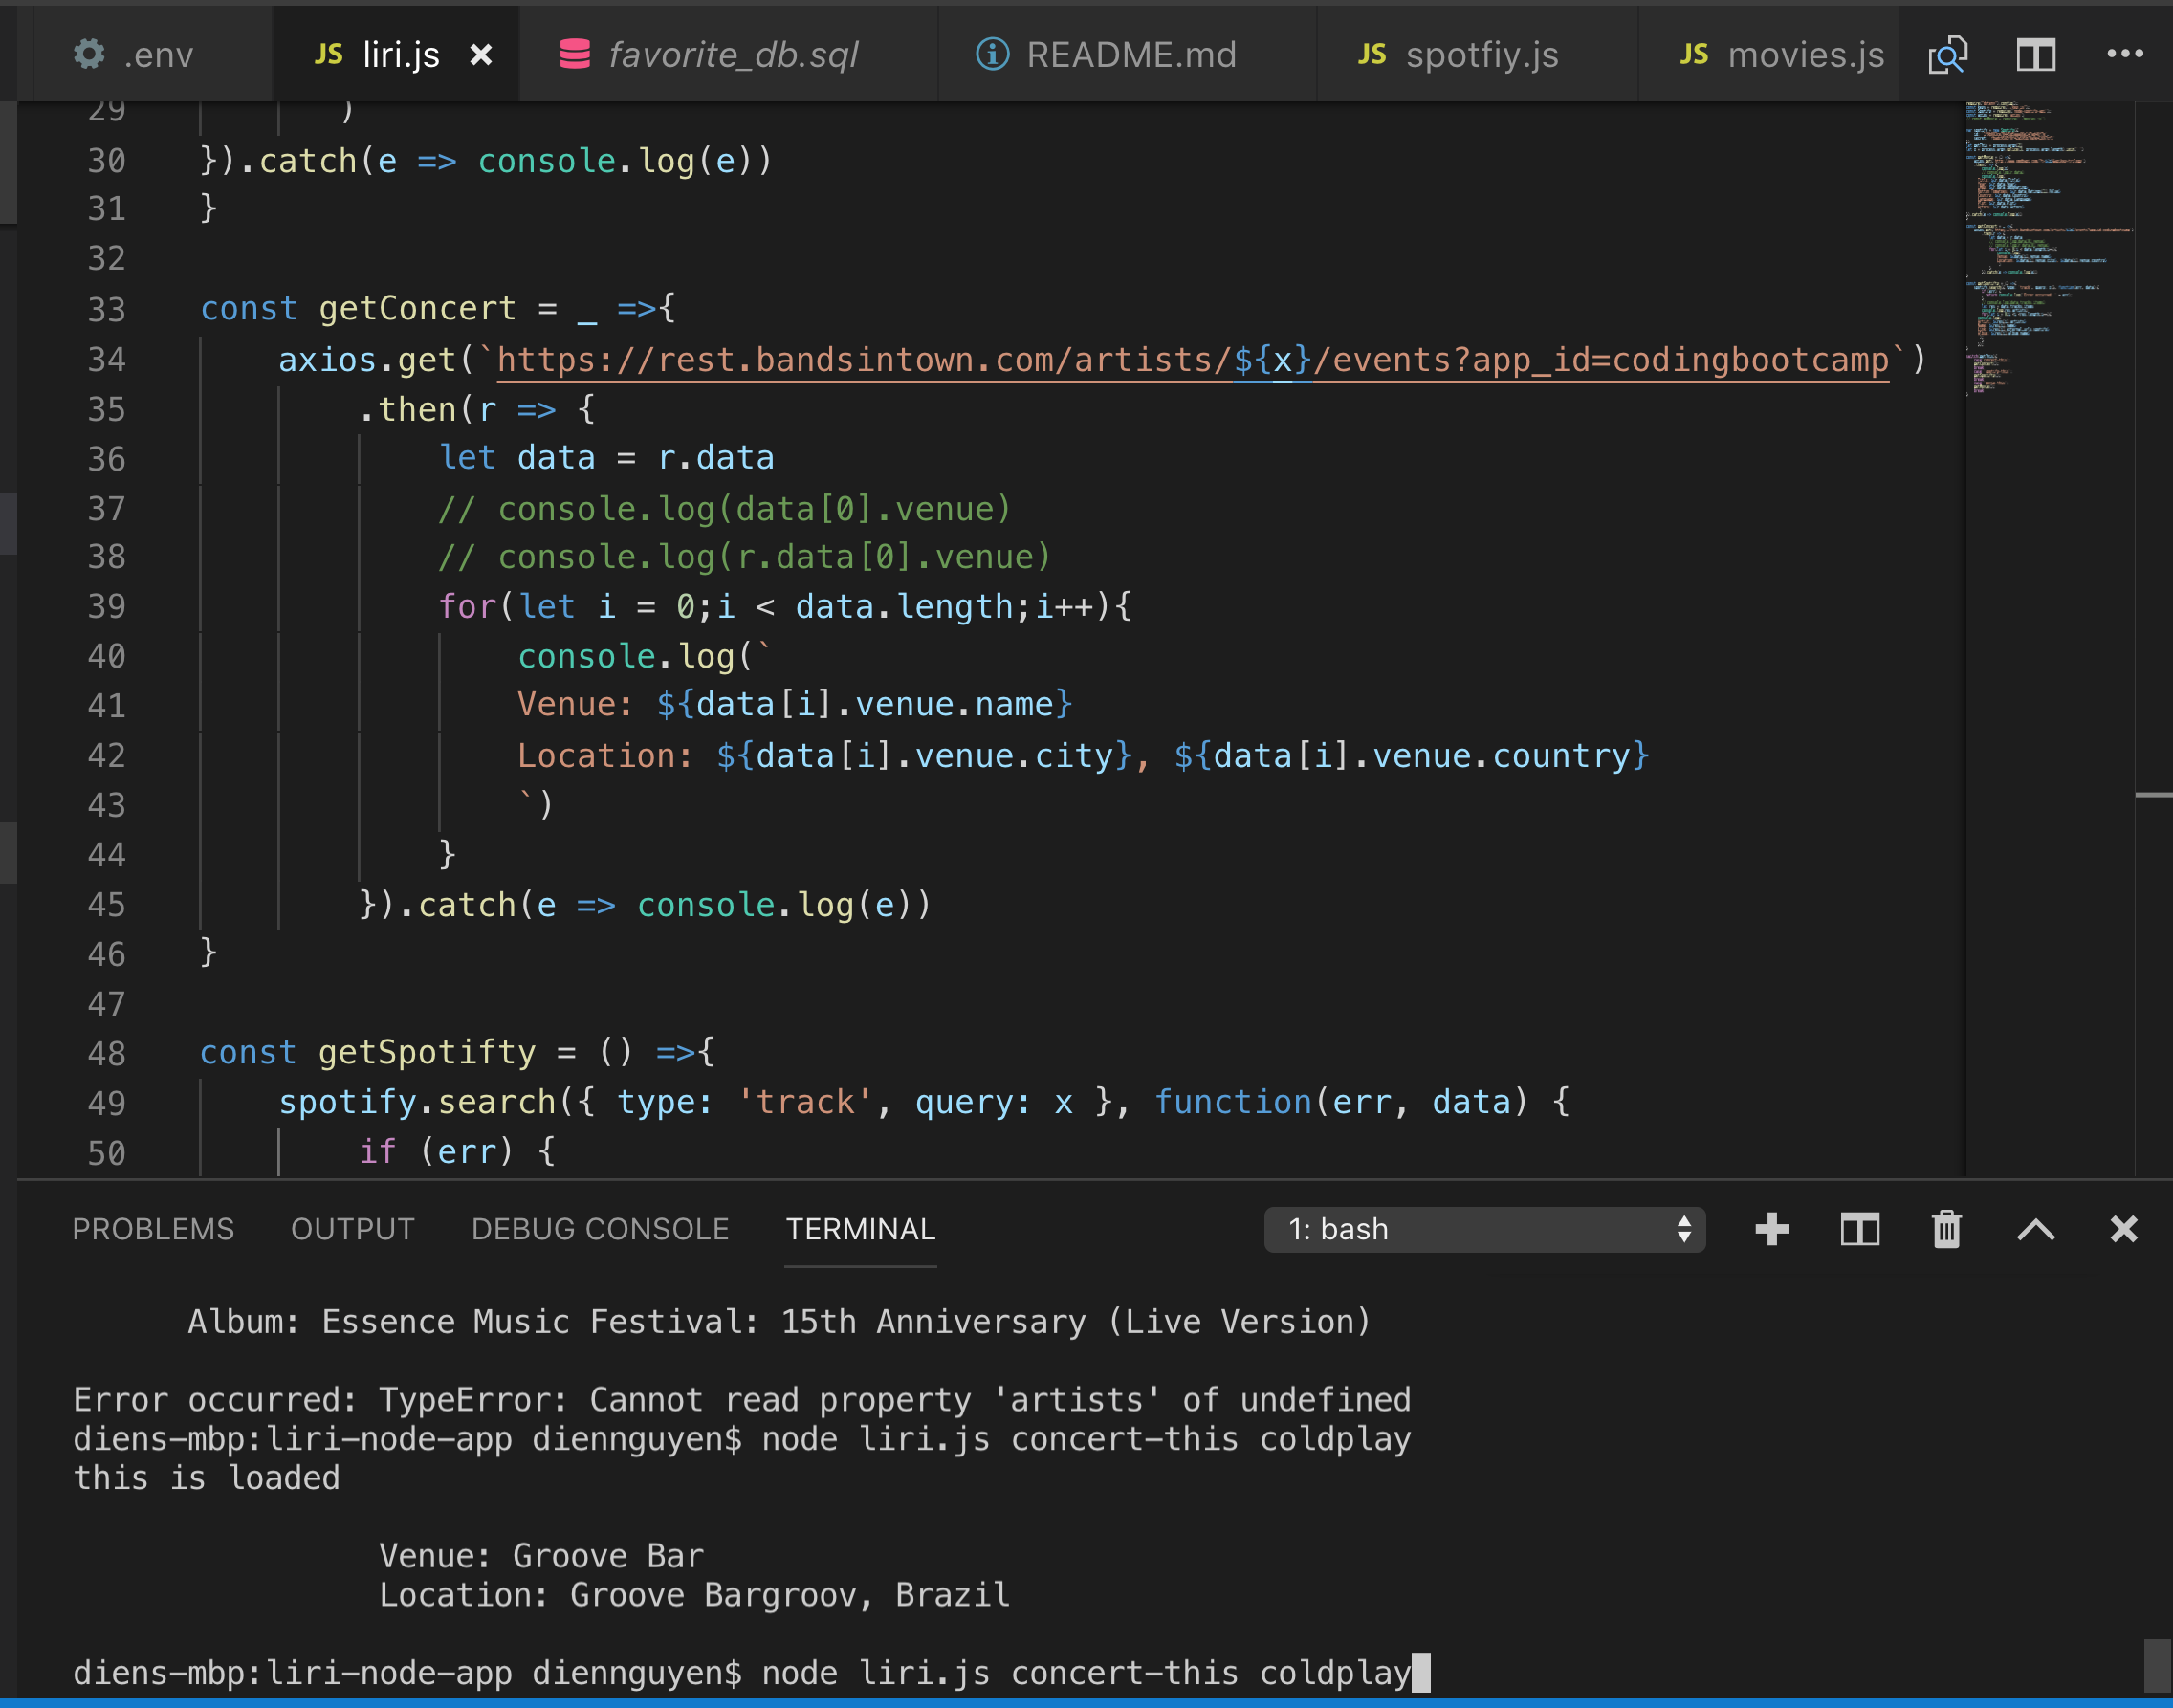 .env JS liri.js favorite_db.sql README.md JS spotfiy.js JS movies.js
29 )
30 }).catch(e => console.log(e))
31 }
32
33 const getConcert = _ =>{
34 axios.get(`https://rest.bandsintown.com/artists/${x}/events?app_id=codingbootcamp`)
35 .then(r => {
36 let data = r.data
37 // console.log(data[0].venue)
38 // console.log(r.data[0].venue)
39 for(let i = 0;i < data.length;i++){
40 console.log(`
41 Venue: ${data[i].venue.name}
42 Location: ${data[i].venue.city}, ${data[i].venue.country}
43 `)
44 }
45 }).catch(e => console.log(e))
46 }
47
48 const getSpotifty = () =>{
49 spotify.search({ type: 'track', query: x }, function(err, data) {
50 if (err) {
PROBLEMS OUTPUT DEBUG CONSOLE TERMINAL 1: bash
Album: Essence Music Festival: 15th Anniversary (Live Version)
Error occurred: TypeError: Cannot read property 'artists' of undefined
diens-mbp:liri-node-app diennguyen$ node liri.js concert-this coldplay
this is loaded
Venue: Groove Bar
Location: Groove Bargroov, Brazil
diens-mbp:liri-node-app diennguyen$ node liri.js concert-this coldplay